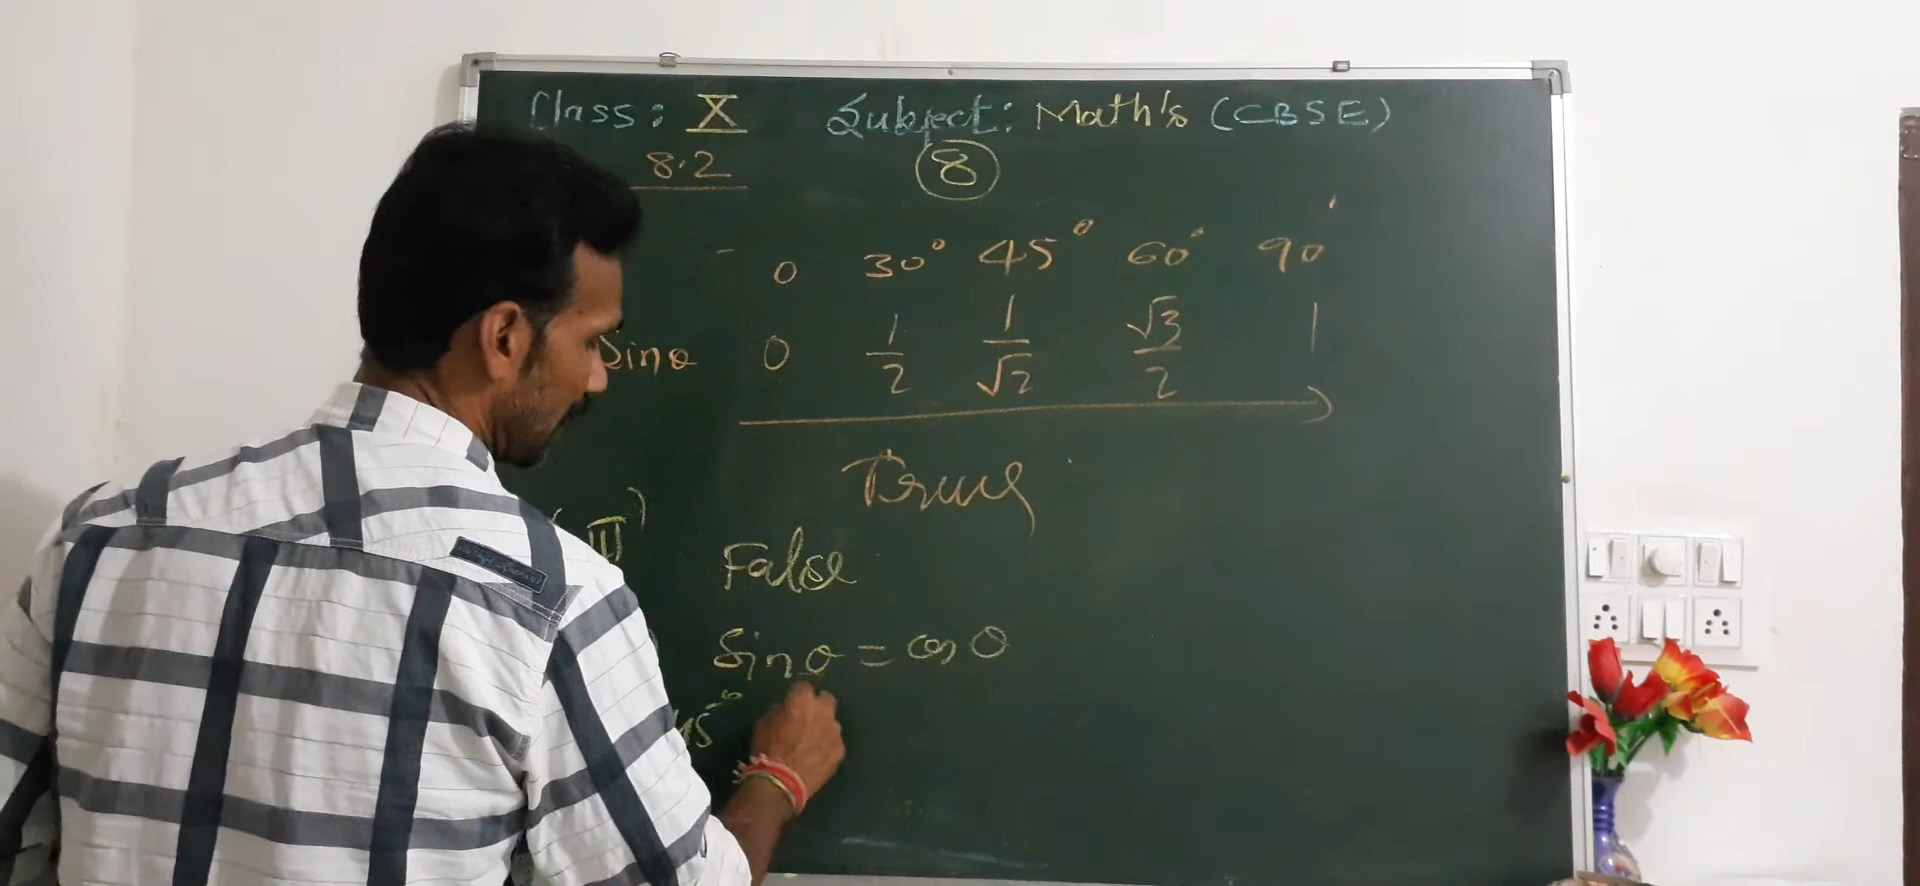 Class: X Subject: Math's (CBSE)
8.2 8
0 30° 45° 60° 90°
Sinθ 0 1/2 1/√2 √3/2 1
True
(III)
False
Sinθ = cosθ
45°